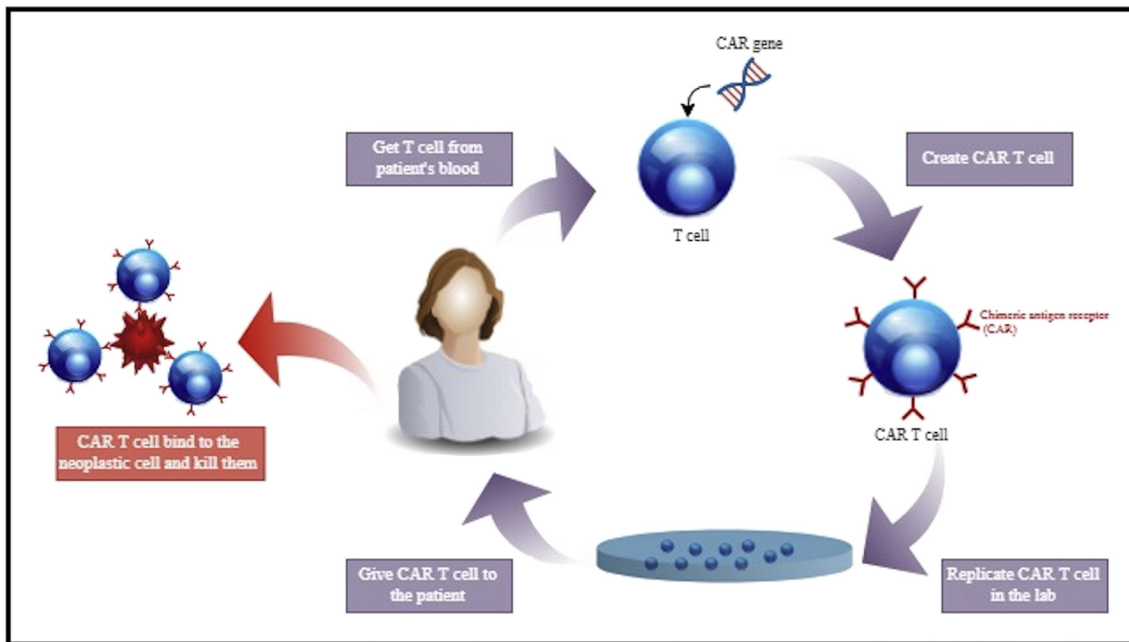 CAR gene
Get T cell from
patient's blood
Create CAR T cell
T cell
Chimeric antigen receptor
(CAR)
CAR T cell
CAR T cell bind to the
neoplastic cell and kill them
Give CAR T cell to
the patient
Replicate CAR T cell
in the lab